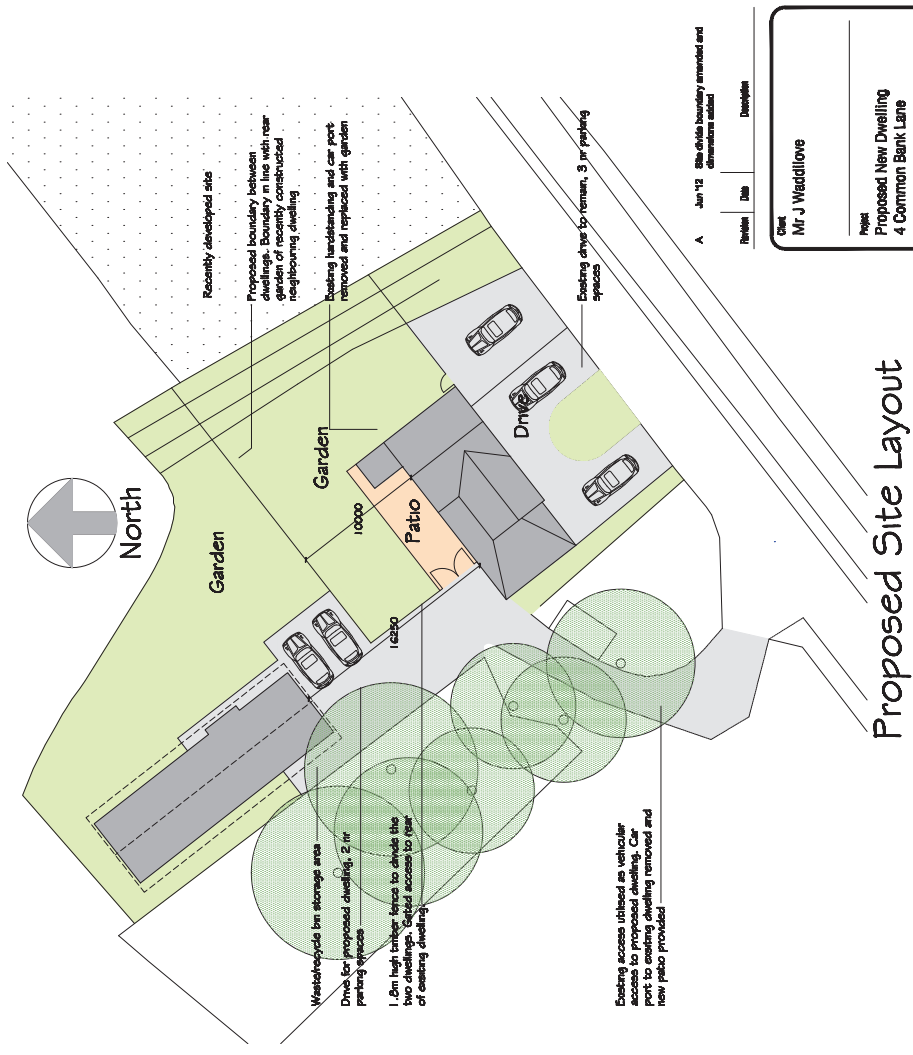 Recently developed site
Proposed boundary between
dwellings. Boundary in line with rear
garden of recently constructed
neighbouring dwelling
Existing hardstanding and car port
removed and replaced with garden
Existing drive to remain, 3 nr parking
spaces
North
Garden
Garden
10000
Patio
16250
Drive
Waste/recycle bin storage area
Drive for proposed dwelling, 2 nr
parking spaces
1.8m high timber fence to divide the
two dwellings. Gated access to rear
of existing dwelling.
Existing access utilised as vehicular
access to proposed dwelling. Car
port to existing dwelling removed and
new patio provided
Proposed Site Layout
A Jun '12 Site divide boundary amended and
dimensions added
Revision Date Description
Client
Mr J Waddilove
Project
Proposed New Dwelling
4 Common Bank Lane